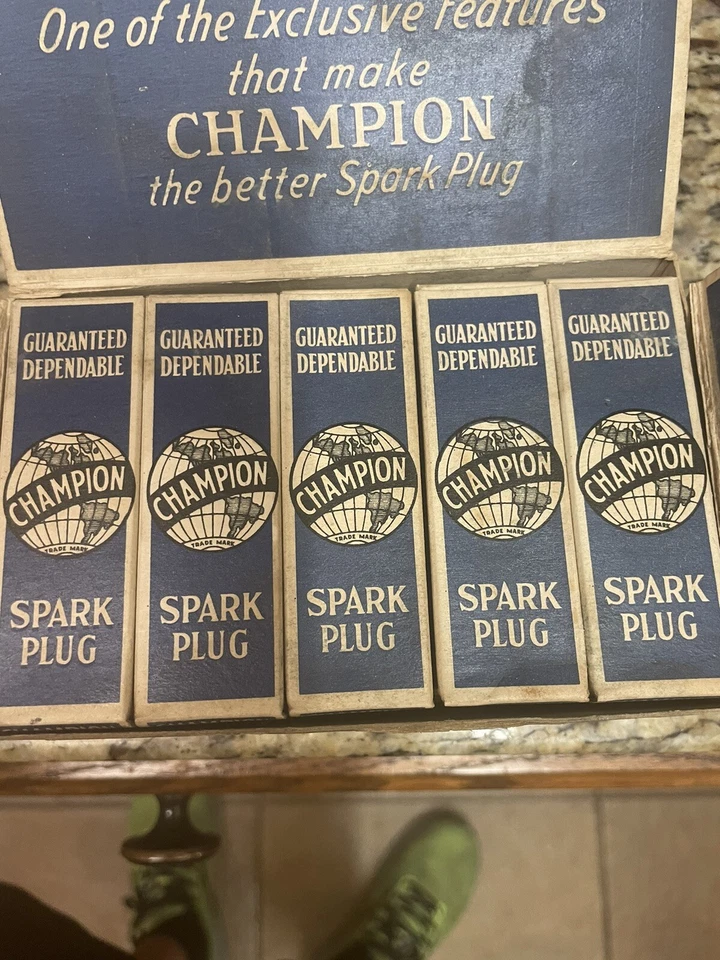 One of the Exclusive Features
that make
CHAMPION
the better Spark Plug
GUARANTEED
DEPENDABLE
CHAMPION
TRADE MARK
SPARK
PLUG
GUARANTEED
DEPENDABLE
CHAMPION
TRADE MARK
SPARK
PLUG
GUARANTEED
DEPENDABLE
CHAMPION
TRADE MARK
SPARK
PLUG
GUARANTEED
DEPENDABLE
CHAMPION
TRADE MARK
SPARK
PLUG
GUARANTEED
DEPENDABLE
CHAMPION
TRADE MARK
SPARK
PLUG